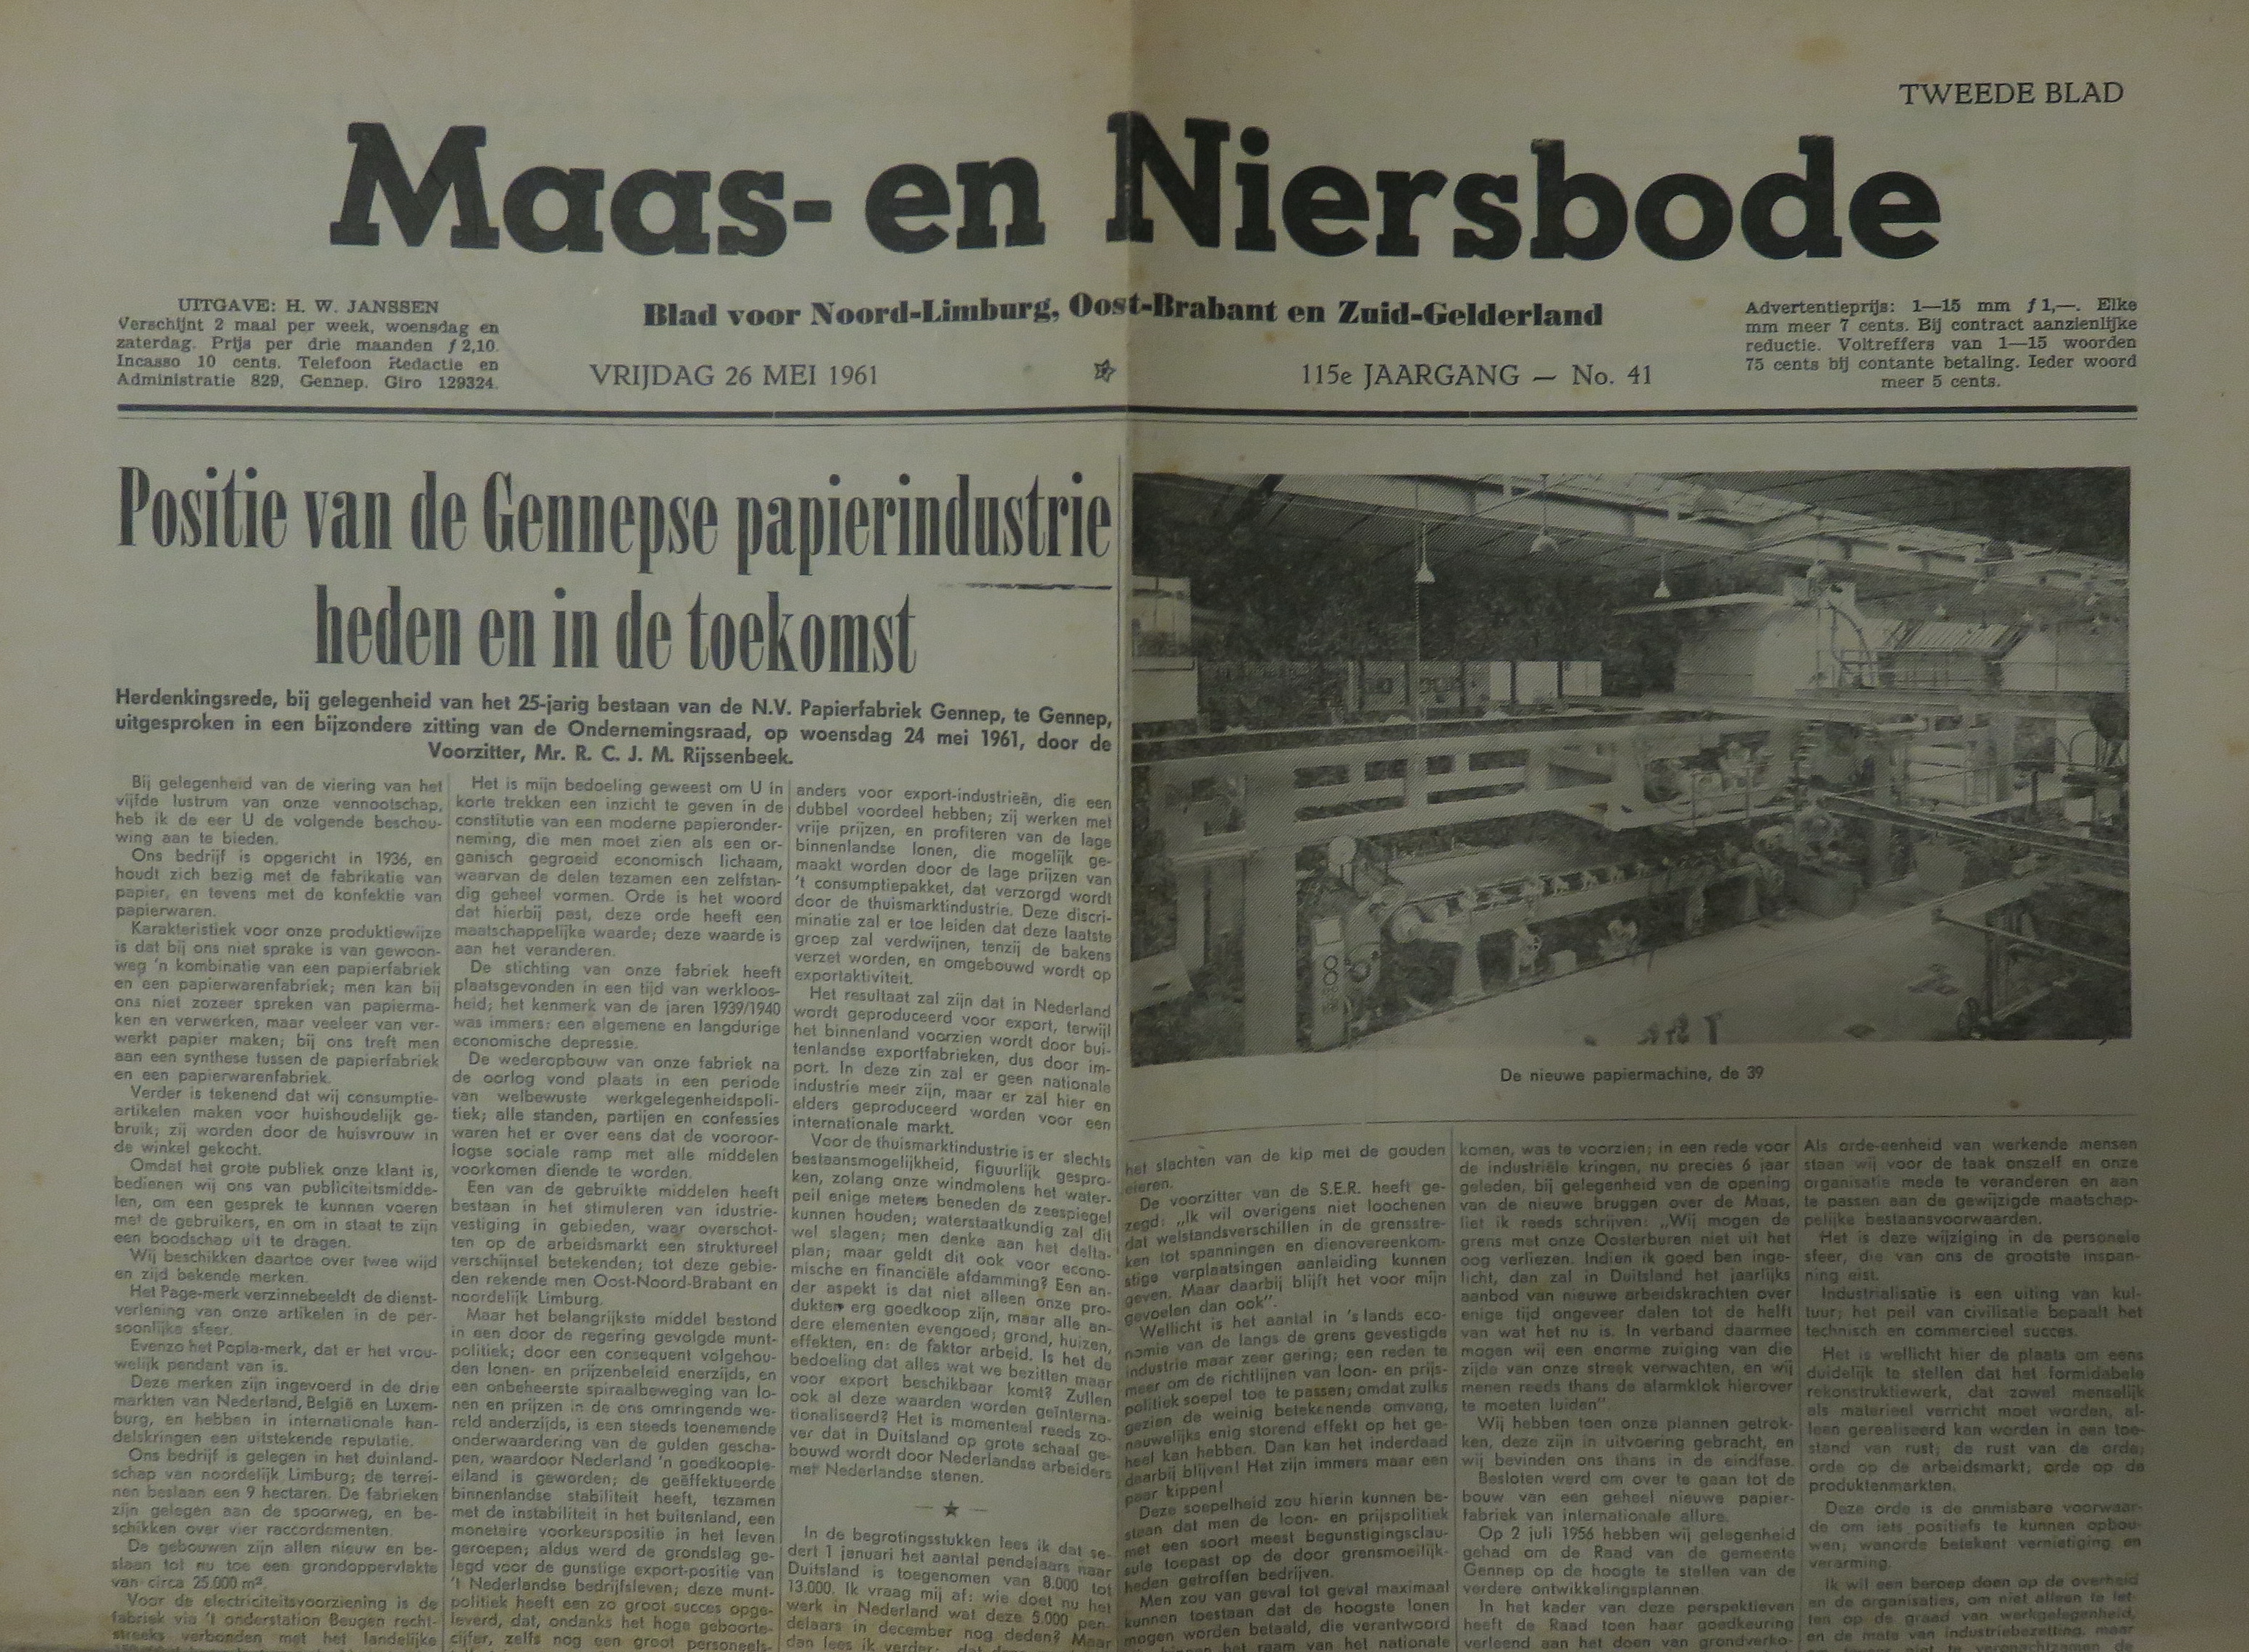 TWEEDE BLAD
Maas- en Niersbode
UITGAVE: H. W. JANSSEN
Verschijnt 2 maal per week, woensdag en
zaterdag. Prijs per drie maanden f 2,10.
Incasso 10 cents. Telefoon Redactie en
Administratie 829, Gennep. Giro 129324.
Blad voor Noord-Limburg, Oost-Brabant en Zuid-Gelderland
VRIJDAG 26 MEI 1961
115e JAARGANG — No. 41
Advertentieprijs: 1—15 mm f 1,—. Elke
mm meer 7 cents. Bij contract aanzienlijke
reductie. Voltreffers van 1—15 woorden
75 cents bij contante betaling. Ieder woord
meer 5 cents.
Positie van de Gennepse papierindustrie
heden en in de toekomst
Herdenkingsrede, bij gelegenheid van het 25-jarig bestaan van de N.V. Papierfabriek Gennep, te Gennep,
uitgesproken in een bijzondere zitting van de Ondernemingsraad, op woensdag 24 mei 1961, door de
Voorzitter, Mr. R. C. J. M. Rijssenbeek.
Bij gelegenheid van de viering van het
vijfde lustrum van onze vennootschap,
heb ik de eer U de volgende beschou-
wing aan te bieden.
Ons bedrijf is opgericht in 1936, en
houdt zich bezig met de fabrikatie van
papier, en tevens met de konfektie van
papierwaren.
Karakteristiek voor onze produktiewijze
is dat bij ons niet sprake is van gewoon-
weg 'n kombinatie van een papierfabriek
en een papierwarenfabriek; men kan bij
ons niet zozeer spreken van papierma-
ken en verwerken, maar veeleer van ver-
werkt papier maken; bij ons treft men
aan een synthese tussen de papierfabriek
en een papierwarenfabriek.
Verder is tekenend dat wij consumptie-
artikelen maken voor huishoudelijk ge-
bruik; zij worden door de huisvrouw in
de winkel gekocht.
Omdat het grote publiek onze klant is,
bedienen wij ons van publiciteitsmidde-
len, om een gesprek te kunnen voeren
met de gebruikers, en om in staat te zijn
een boodschap uit te dragen.
Wij beschikken daartoe over twee wijd
en zijd bekende merken.
Het Page-merk verzinnebeeldt de dienst-
verlening van onze artikelen in de per-
soonlijke sfeer.
Evenzo het Popla-merk, dat er het vrou-
welijk pendant van is.
Deze merken zijn ingevoerd in de drie
markten van Nederland, België en Luxem-
burg, en hebben in internationale han-
delskringen een uitstekende reputatie.
Ons bedrijf is gelegen in het duinland-
schap van noordelijk Limburg; de terrei-
nen beslaan een 9 hectaren. De fabrieken
zijn gelegen aan de spoorweg, en be-
schikken over vier raccordementen.
De gebouwen zijn allen nieuw en be-
slaan tot nu toe een grondoppervlakte
van circa 25.000 m².
Voor de electriciteitsvoorziening is de
fabriek via 't onderstation Beugen recht-
streeks verbonden met het landelijke
Het is mijn bedoeling geweest om U in
korte trekken een inzicht te geven in de
constitutie van een moderne papieronder-
neming, die men moet zien als een or-
ganisch gegroeid economisch lichaam,
waarvan de delen tezamen een zelfstan-
dig geheel vormen. Orde is het woord
dat hierbij past, deze orde heeft een
maatschappelijke waarde; deze waarde is
aan het veranderen.
De stichting van onze fabriek heeft
plaatsgevonden in een tijd van werkloos-
heid; het kenmerk van de jaren 1939/1940
was immers: een algemene en langdurige
economische depressie.
De wederopbouw van onze fabriek na
de oorlog vond plaats in een periode
van welbewuste werkgelegenheidspoli-
tiek; alle standen, partijen en confessies
waren het er over eens dat de vooroor-
logse sociale ramp met alle middelen
voorkomen diende te worden.
Een van de gebruikte middelen heeft
bestaan in het stimuleren van idustrie-
vestiging in gebieden, waar overschot-
ten op de arbeidsmarkt een struktureel
verschijnsel betekenden; tot deze gebie-
den rekende men Oost-Noord-Brabant en
noordelijk Limburg.
Maar het belangrijkste middel bestond
in een door de regering gevolgde munt-
politiek; door een consequent volgehou-
den lonen- en prijzenbeleid enerzijds, en
een onbeheerste spiraalbeweging van lo-
nen en prijzen in de ons omringende we-
reld anderzijds, is een steeds toenemende
onderwaardering van de gulden gescha-
pen, waardoor Nederland 'n goedkoopte-
eiland is geworden; de geëffektueerde
binnenlandse stabiliteit heeft, tezamen
met de instabiliteit in het buitenland, een
monetaire voorkeurspositie in het leven
geroepen; aldus werd de grondslag ge-
legd voor de gunstige export-positie van
't Nederlandse bedrijfsleven; deze munt-
politiek heeft een zo groot succes opge-
leverd, dat, ondanks het hoge geboorte-
cijfer, zelfs nog een groot personeels-
anders voor export-industrieën, die een
dubbel voordeel hebben; zij werken met
vrije prijzen, en profiteren van de lage
binnenlandse lonen, die mogelijk ge-
maakt worden door de lage prijzen van
't consumptiepakket, dat verzorgd wordt
door de thuismarktindustrie. Deze discri-
minatie zal er toe leiden dat deze laatste
groep zal verdwijnen, tenzij de bakens
verzet worden, en omgebouwd wordt op
exportaktiviteit.
Het resultaat zal zijn dat in Nederland
wordt geproduceerd voor export, terwijl
het binnenland voorzien wordt door bui-
tenlandse exportfabrieken, dus door im-
port. In deze zin zal er geen nationale
industrie meer zijn, maar er zal hier en
elders geproduceerd worden voor een
internationale markt.
Voor de thuismarktindustrie is er slechts
bestaansmogelijkheid, figuurlijk gespro-
ken, zolang onze windmolens het water-
peil enige meters beneden de zeespiegel
kunnen houden; waterstaatkundig zal dit
wel slagen; men denke aan het delta-
plan; maar geldt dit ook voor econo-
mische en financiële afdamming? Een an-
der aspekt is dat niet alleen onze pro-
dukten erg goedkoop zijn, maar alle an-
dere elementen evengoed; grond, huizen,
effekten, en: de faktor arbeid. Is het de
bedoeling dat alles wat we bezitten maar
voor export beschikbaar komt? Zullen
ook al deze waarden worden geïnterna-
tionaliseerd? Het is momenteel reeds zo-
ver dat in Duitsland op grote schaal ge-
bouwd wordt door Nederlandse arbeiders
met Nederlandse stenen.
In de begrotingsstukken lees ik dat se-
dert 1 januari het aantal pendelaars naar
Duitsland is toegenomen van 8.000 tot
13.000. Ik vraag mij af: wie doet nu het
werk in Nederland wat deze 5.000 pen-
delaars in december nog deden? Maar
dan lees ik verder: dat
De nieuwe papiermachine, de 39
het slachten van de kip met de gouden
eieren.
De voorzitter van de S.E.R. heeft ge-
zegd: „Ik wil overigens niet loochenen
dat welstandsverschillen in de grensstre-
ken tot spanningen en dienovereenkom-
stige verplaatsingen aanleiding kunnen
geven. Maar daarbij blijft het voor mijn
gevoelen dan ook".
Wellicht is het aantal in 's lands eco-
nomie van de langs de grens gevestigde
industrie maar zeer gering; een reden te
meer om de richtlijnen van loon- en prijs-
politiek soepel toe te passen; omdat zulks
gezien de weinig betekenende omvang,
nauwelijks enig storend effekt op het ge-
heel kan hebben. Dan kan het inderdaad
daarbij blijven! Het zijn immers maar een
paar kippen!
Deze soepelheid zou hierin kunnen be-
staan dat men de loon- en prijspolitiek
met een soort meest begunstigingsclau-
sule toepast op de door grensmoeilijk-
heden getroffen bedrijven.
Men zou van geval tot geval maximaal
kunnen toestaan dat de hoogste lonen
mogen worden betaald, die verantwoord
het raam van het nationale
komen, was te voorzien; in een rede voor
de industriële kringen, nu precies 6 jaar
geleden, bij gelegenheid van de opening
van de nieuwe bruggen over de Maas,
liet ik reeds schrijven: „Wij mogen de
grens met onze Oosterburen niet uit het
oog verliezen. Indien ik goed ben inge-
licht, dan zal in Duitsland het jaarlijks
aanbod van nieuwe arbeidskrachten over
enige tijd ongeveer dalen tot de helft
van wat het nu is. In verband daarmee
mogen wij een enorme zuiging van die
zijde van onze streek verwachten, en wij
menen reeds thans de alarmklok hierover
te moeten luiden".
Wij hebben toen onze plannen getrok-
ken, deze zijn in uitvoering gebracht, en
wij bevinden ons thans in de eindfase.
Besloten werd om over te gaan tot de
bouw van een geheel nieuwe papier-
fabriek van internationale allure.
Op 2 juli 1956 hebben wij gelegenheid
gehad om de Raad van de gemeente
Gennep op de hoogte te stellen van de
verdere ontwikkelingsplannen.
In het kader van deze perspektieven
heeft de Raad toen haar goedkeuring
verleend aan het doen van grondverko-
Als orde-eenheid van werkende mensen
staan wij voor de taak onszelf en onze
organisatie mede te veranderen en aan
te passen aan de gewijzigde maatschap-
pelijke bestaansvoorwaarden.
Het is deze wijziging in de personele
sfeer, die van ons de grootste inspan-
ning eist.
Industrialisatie is een uiting van kul-
tuur; het peil van civilisatie bepaalt het
technisch en commercieel succes.
Het is wellicht hier de plaats om eens
duidelijk te stellen dat het formidabele
rekonstruktiewerk, dat zowel menselijk
als materieel verricht moet worden, al-
leen gerealiseerd kan worden in een toe-
stand van rust; de rust van de orde;
orde op de arbeidsmarkt; orde op de
produktenmarkten.
Deze orde is de onmisbare voorwaar-
de om iets positiefs te kunnen opbou-
wen; wanorde betekent vernietiging en
verarming.
Ik wil een beroep doen op de overheid
en de organisaties, om niet alleen te let-
ten op de graad van werkgelegenheid,
en de mate van industriebezetting, maar